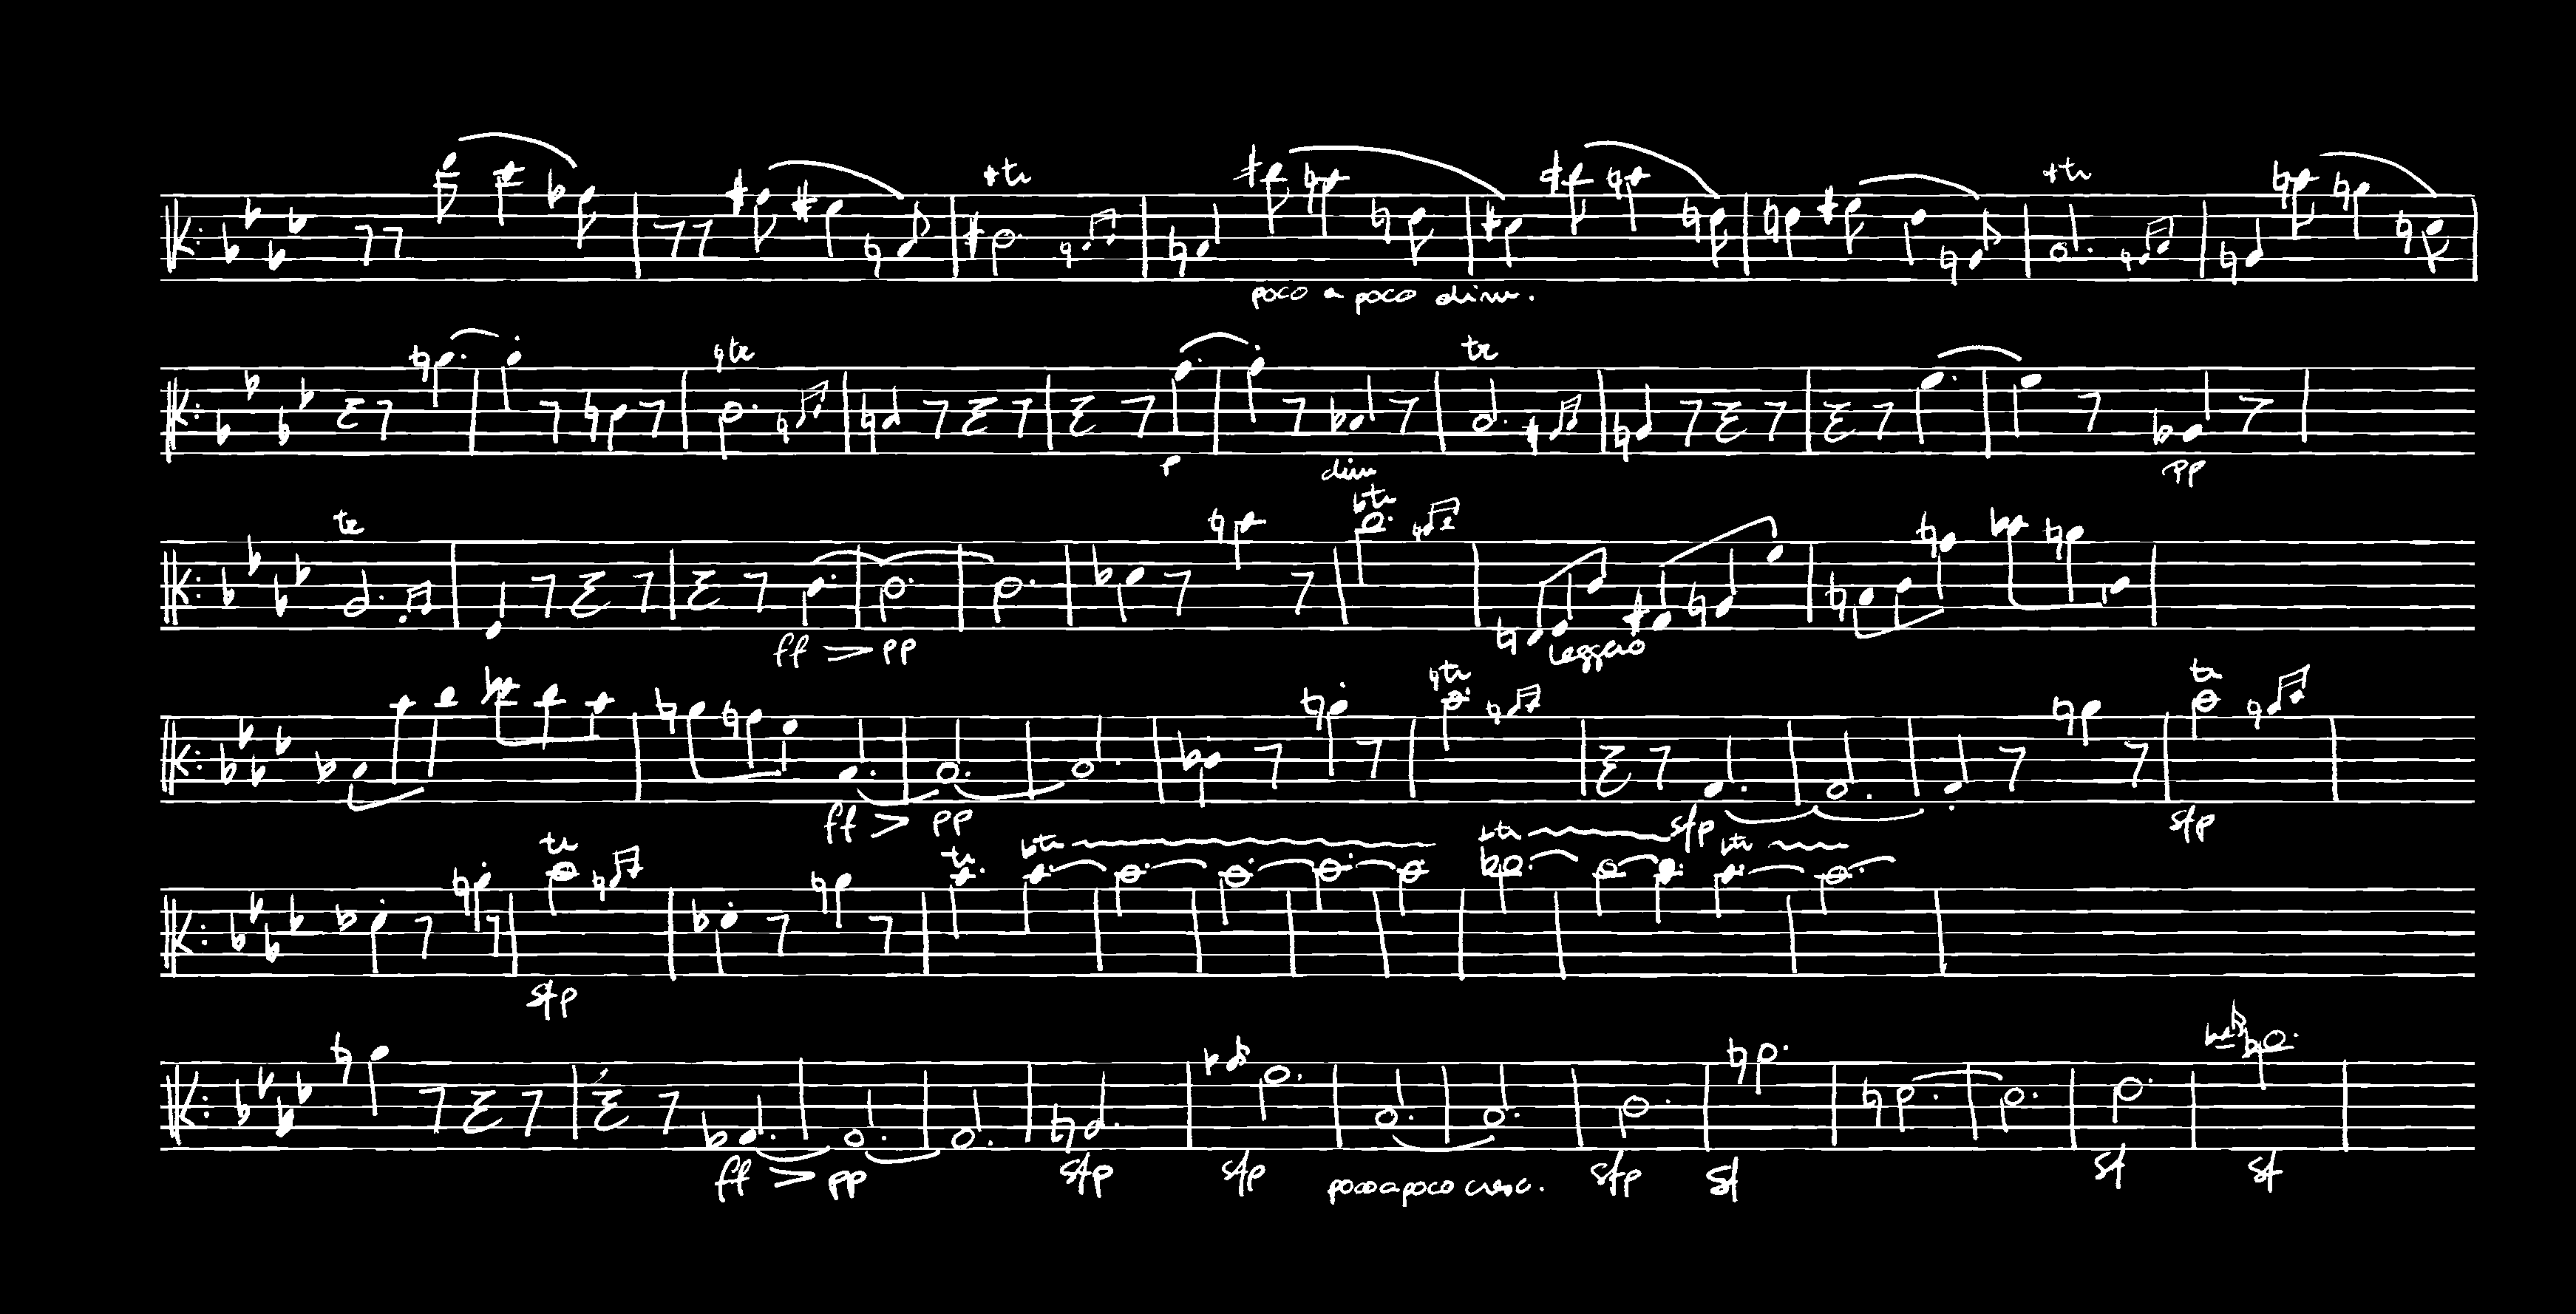 tr
poco a poco dim.
tr
tr
tr
tr
p
dim
pp
tr
tr
ff > pp
leggero
tr
tr
ff > pp
sfp
sfp
tr
tr
tr
tr
tr
sfp
ff > pp
sfp
sfp
poco a poco cresc.
sfp
sf
sf
sf